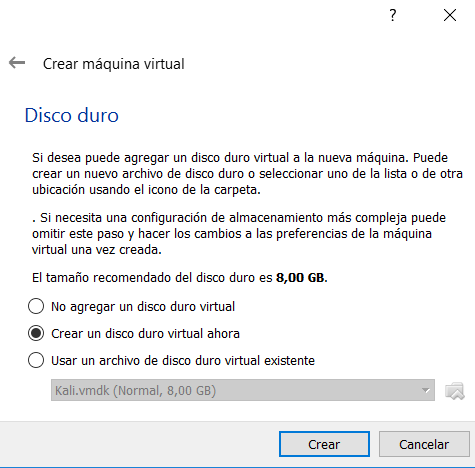 ?
Crear máquina virtual
Disco duro
Si desea puede agregar un disco duro virtual a la nueva máquina. Puede
crear un nuevo archivo de disco duro o seleccionar uno de la lista o de otra
ubicación usando el icono de la carpeta.
. Si necesita una configuración de almacenamiento más compleja puede
omitir este paso y hacer los cambios a las preferencias de la máquina
virtual una vez creada.
El tamaño recomendado del disco duro es 8,00 GB.
No agregar un disco duro virtual
Crear un disco duro virtual ahora
Usar un archivo de disco duro virtual existente
Kali.vmdk (Normal, 8,00 GB)
Crear
Cancelar